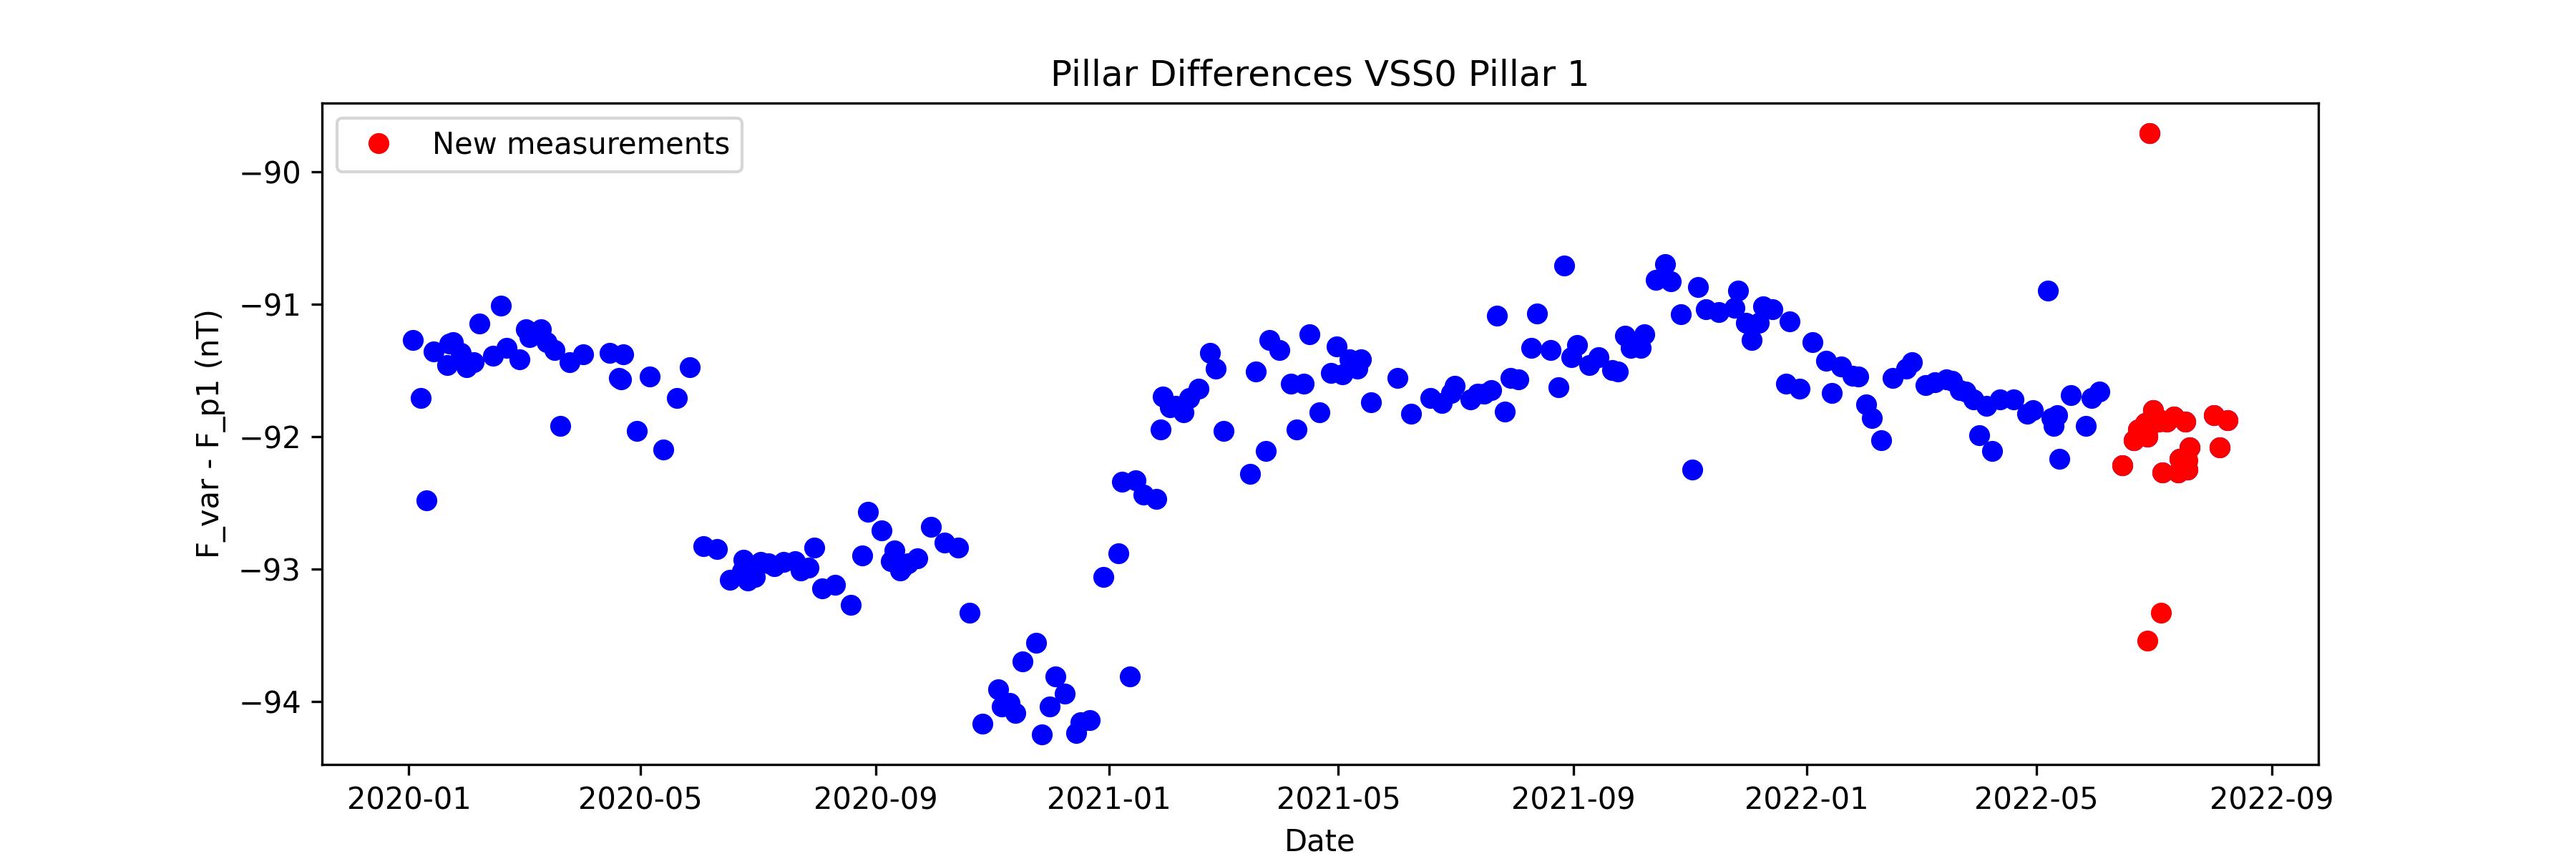 Pillar Differences VSS0 Pillar 1
New measurements
F_var - F_p1 (nT)
−90
−91
−92
−93
−94
2020-01 2020-05 2020-09 2021-01 2021-05 2021-09 2022-01 2022-05 2022-09
Date